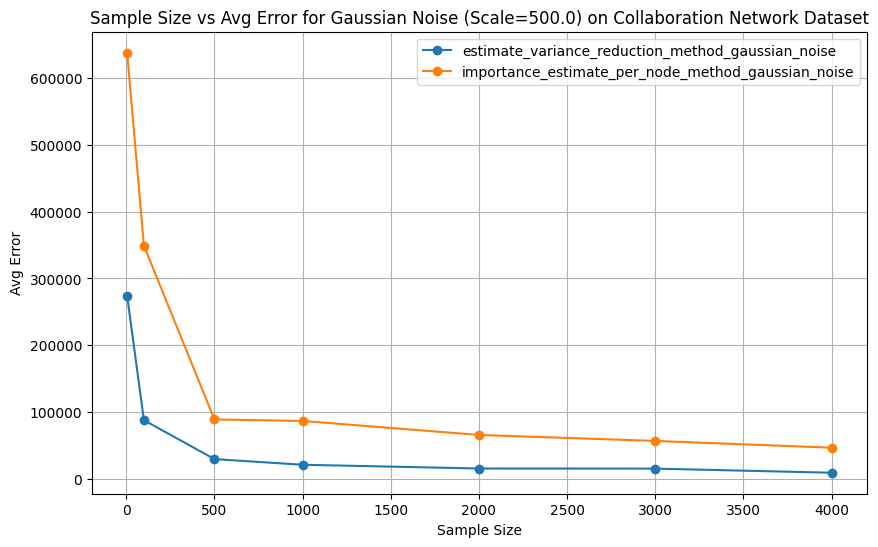 Sample Size vs Avg Error for Gaussian Noise (Scale=500.0) on Collaboration Network Dataset
estimate_variance_reduction_method_gaussian_noise
importance_estimate_per_node_method_gaussian_noise
600000
500000
400000
300000
200000
100000
0
Avg Error
0 500 1000 1500 2000 2500 3000 3500 4000
Sample Size